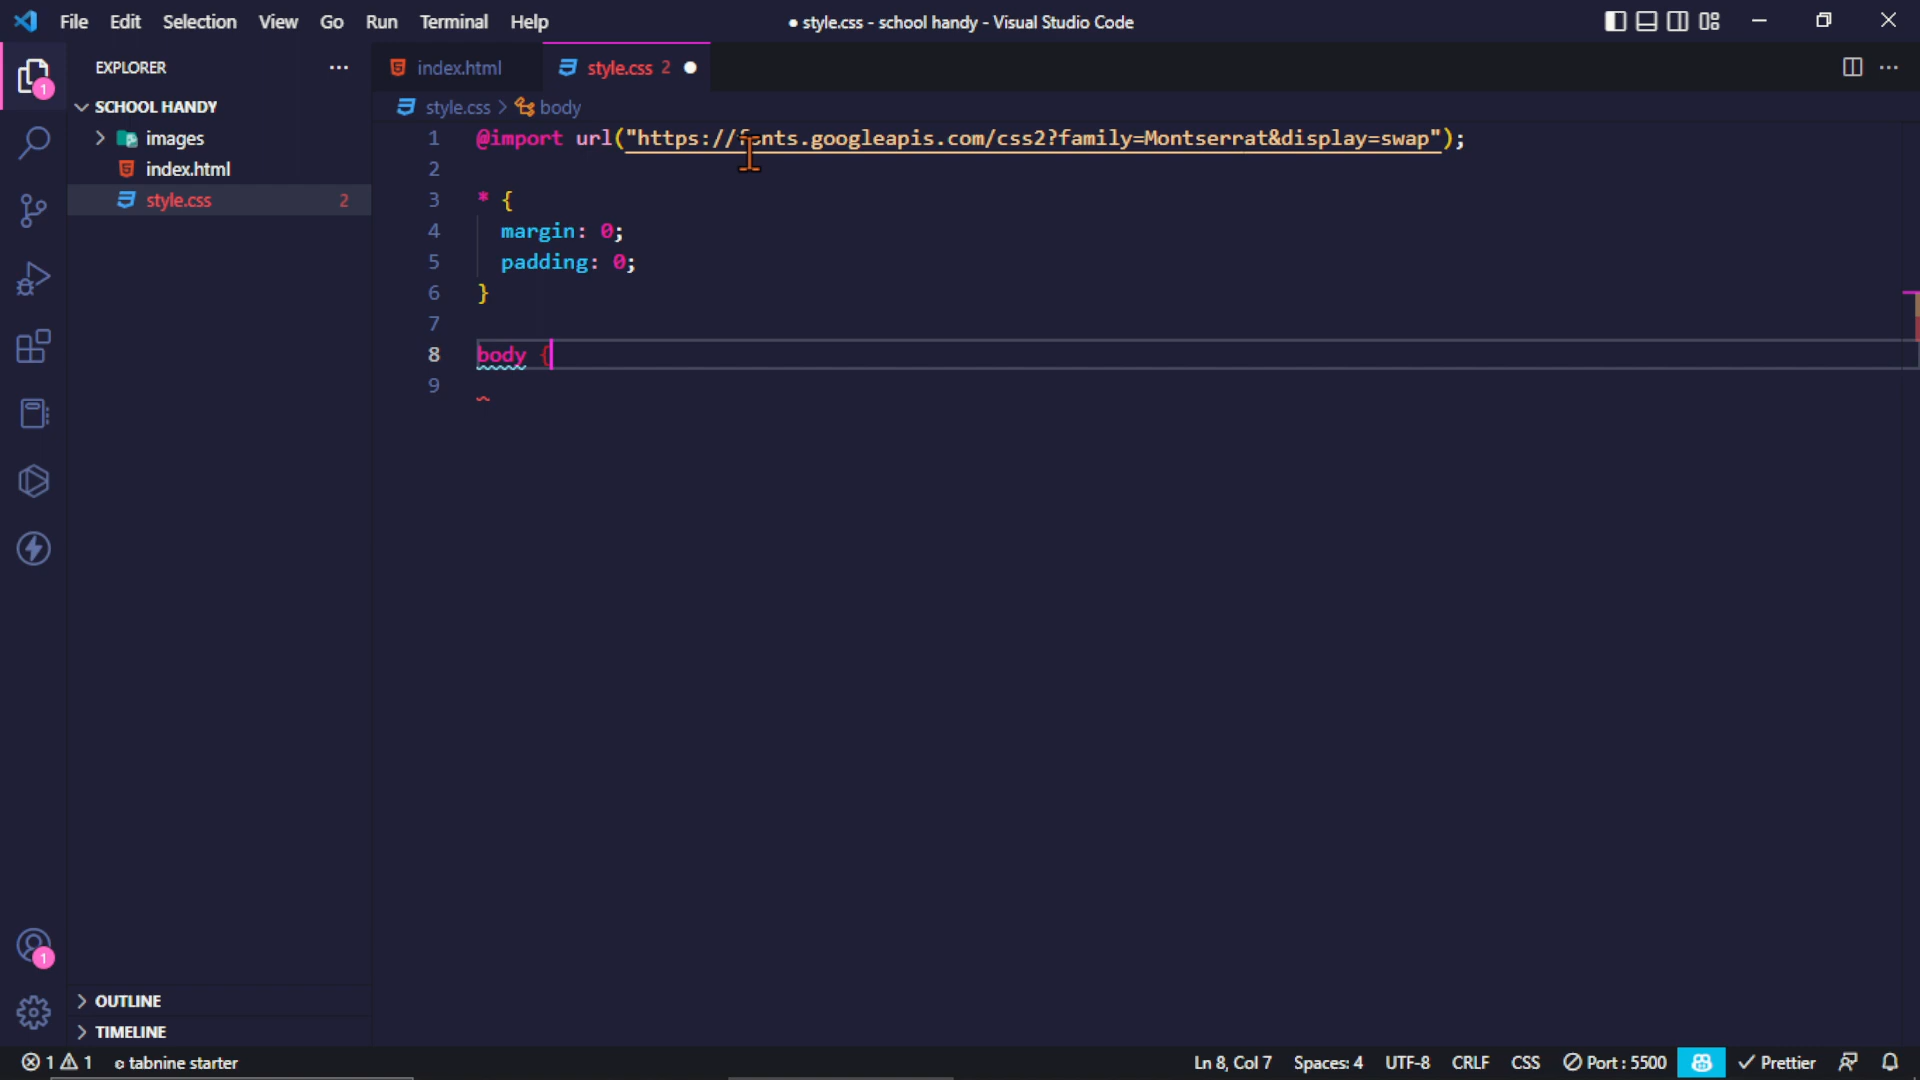 File Edit Selection View Go Run Terminal Help
● style.css - school handy - Visual Studio Code
EXPLORER
SCHOOL HANDY
images
index.html
style.css 2
index.html
style.css 2
style.css > body
1 @import url("https://fonts.googleapis.com/css2?family=Montserrat&display=swap");
2
3 * {
4 margin: 0;
5 padding: 0;
6 }
7
8 body {
9
1
1
OUTLINE
TIMELINE
1 1 tabnine starter
Ln 8, Col 7 Spaces: 4 UTF-8 CRLF CSS Port : 5500 Prettier